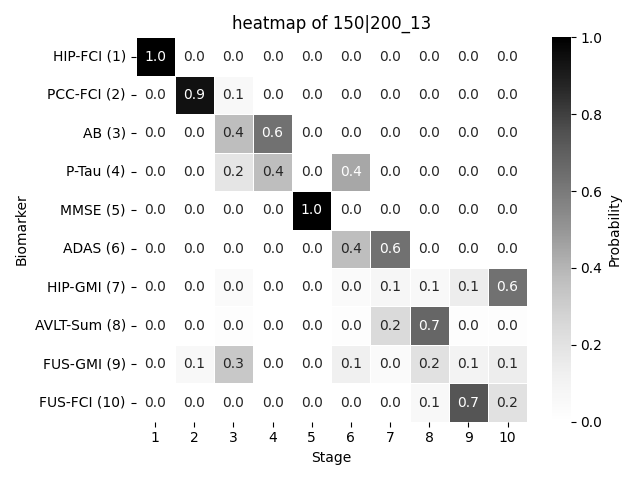 heatmap of 150|200_13
HIP-FCI (1) 1.0 0.0 0.0 0.0 0.0 0.0 0.0 0.0 0.0 0.0
PCC-FCI (2) 0.0 0.9 0.1 0.0 0.0 0.0 0.0 0.0 0.0 0.0
AB (3) 0.0 0.0 0.4 0.6 0.0 0.0 0.0 0.0 0.0 0.0
P-Tau (4) 0.0 0.0 0.2 0.4 0.0 0.4 0.0 0.0 0.0 0.0
MMSE (5) 0.0 0.0 0.0 0.0 1.0 0.0 0.0 0.0 0.0 0.0
ADAS (6) 0.0 0.0 0.0 0.0 0.0 0.4 0.6 0.0 0.0 0.0
HIP-GMI (7) 0.0 0.0 0.0 0.0 0.0 0.0 0.1 0.1 0.1 0.6
AVLT-Sum (8) 0.0 0.0 0.0 0.0 0.0 0.0 0.2 0.7 0.0 0.0
FUS-GMI (9) 0.0 0.1 0.3 0.0 0.0 0.1 0.0 0.2 0.1 0.1
FUS-FCI (10) 0.0 0.0 0.0 0.0 0.0 0.0 0.0 0.1 0.7 0.2
1 2 3 4 5 6 7 8 9 10
Stage
Biomarker
1.0
0.8
0.6
0.4
0.2
0.0
Probability